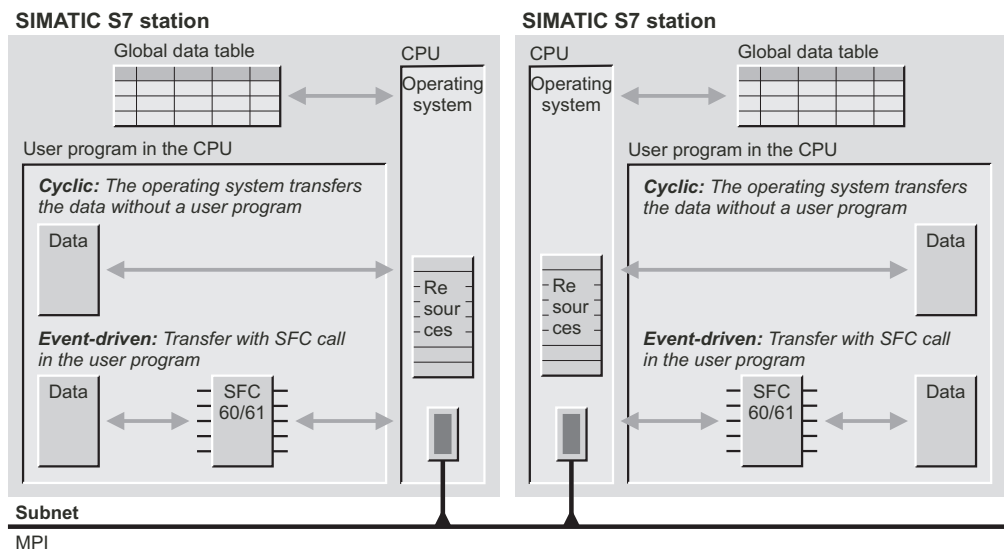 SIMATIC S7 station
Global data table
CPU
Operating
system
User program in the CPU
Cyclic: The operating system transfers
the data without a user program
Data
Re
sour
ces
Event-driven: Transfer with SFC call
in the user program
Data
SFC
60/61
SIMATIC S7 station
CPU
Global data table
Operating
system
User program in the CPU
Cyclic: The operating system transfers
the data without a user program
Data
Re
sour
ces
Event-driven: Transfer with SFC call
in the user program
SFC
60/61
Data
Subnet
MPI